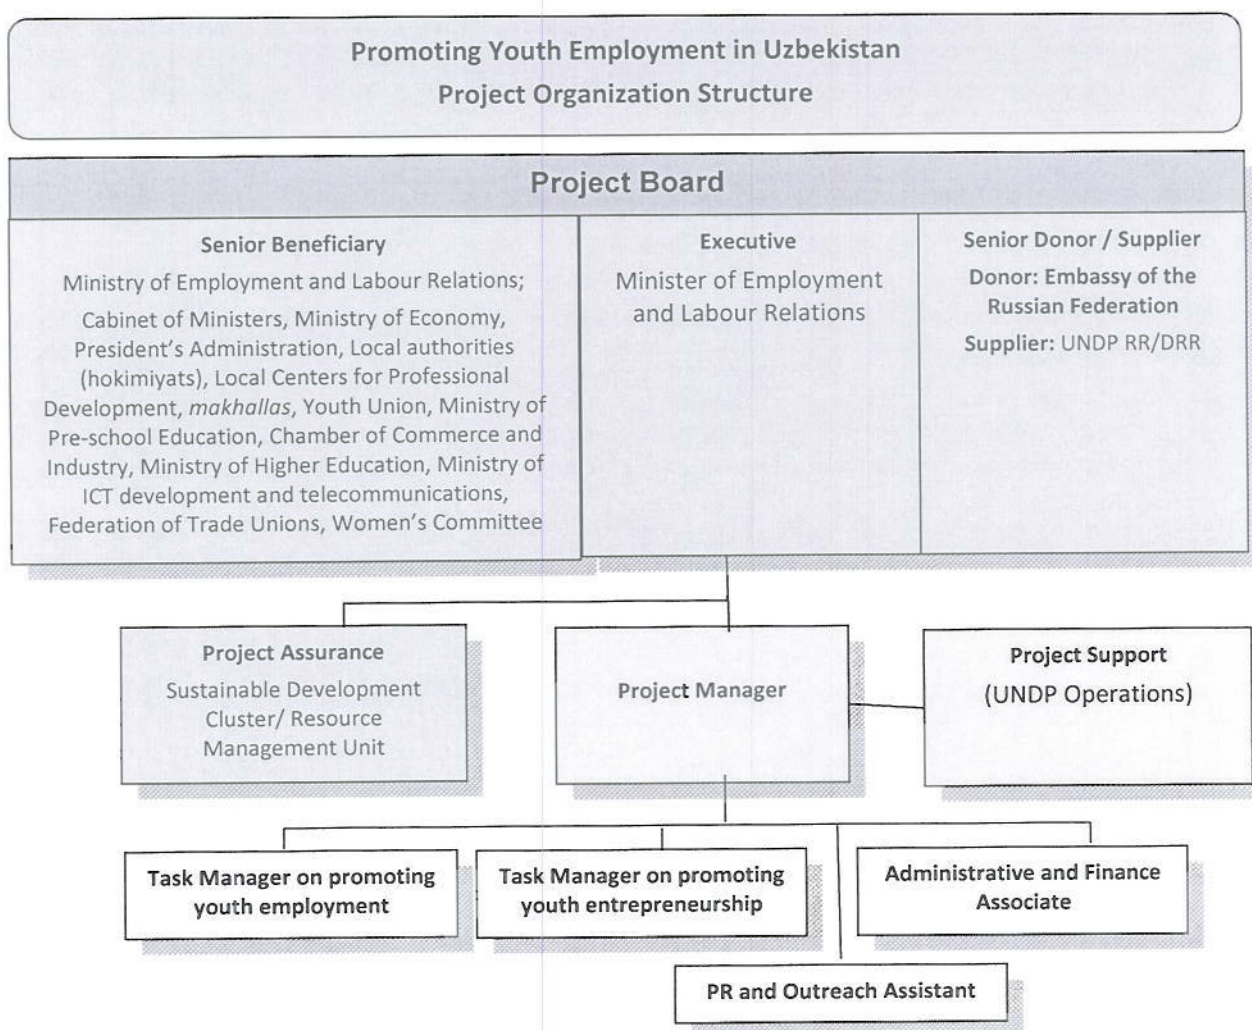 Promoting Youth Employment in Uzbekistan
Project Organization Structure
Project Board
Senior Beneficiary
Ministry of Employment and Labour Relations;
Cabinet of Ministers, Ministry of Economy,
President's Administration, Local authorities
(hokimiyats), Local Centers for Professional
Development, makhallas, Youth Union, Ministry of
Pre-school Education, Chamber of Commerce and
Industry, Ministry of Higher Education, Ministry of
ICT development and telecommunications,
Federation of Trade Unions, Women's Committee
Executive
Minister of Employment
and Labour Relations
Senior Donor / Supplier
Donor: Embassy of the
Russian Federation
Supplier: UNDP RR/DRR
Project Assurance
Sustainable Development
Cluster/ Resource
Management Unit
Project Manager
Project Support
(UNDP Operations)
Task Manager on promoting
youth employment
Task Manager on promoting
youth entrepreneurship
Administrative and Finance
Associate
PR and Outreach Assistant